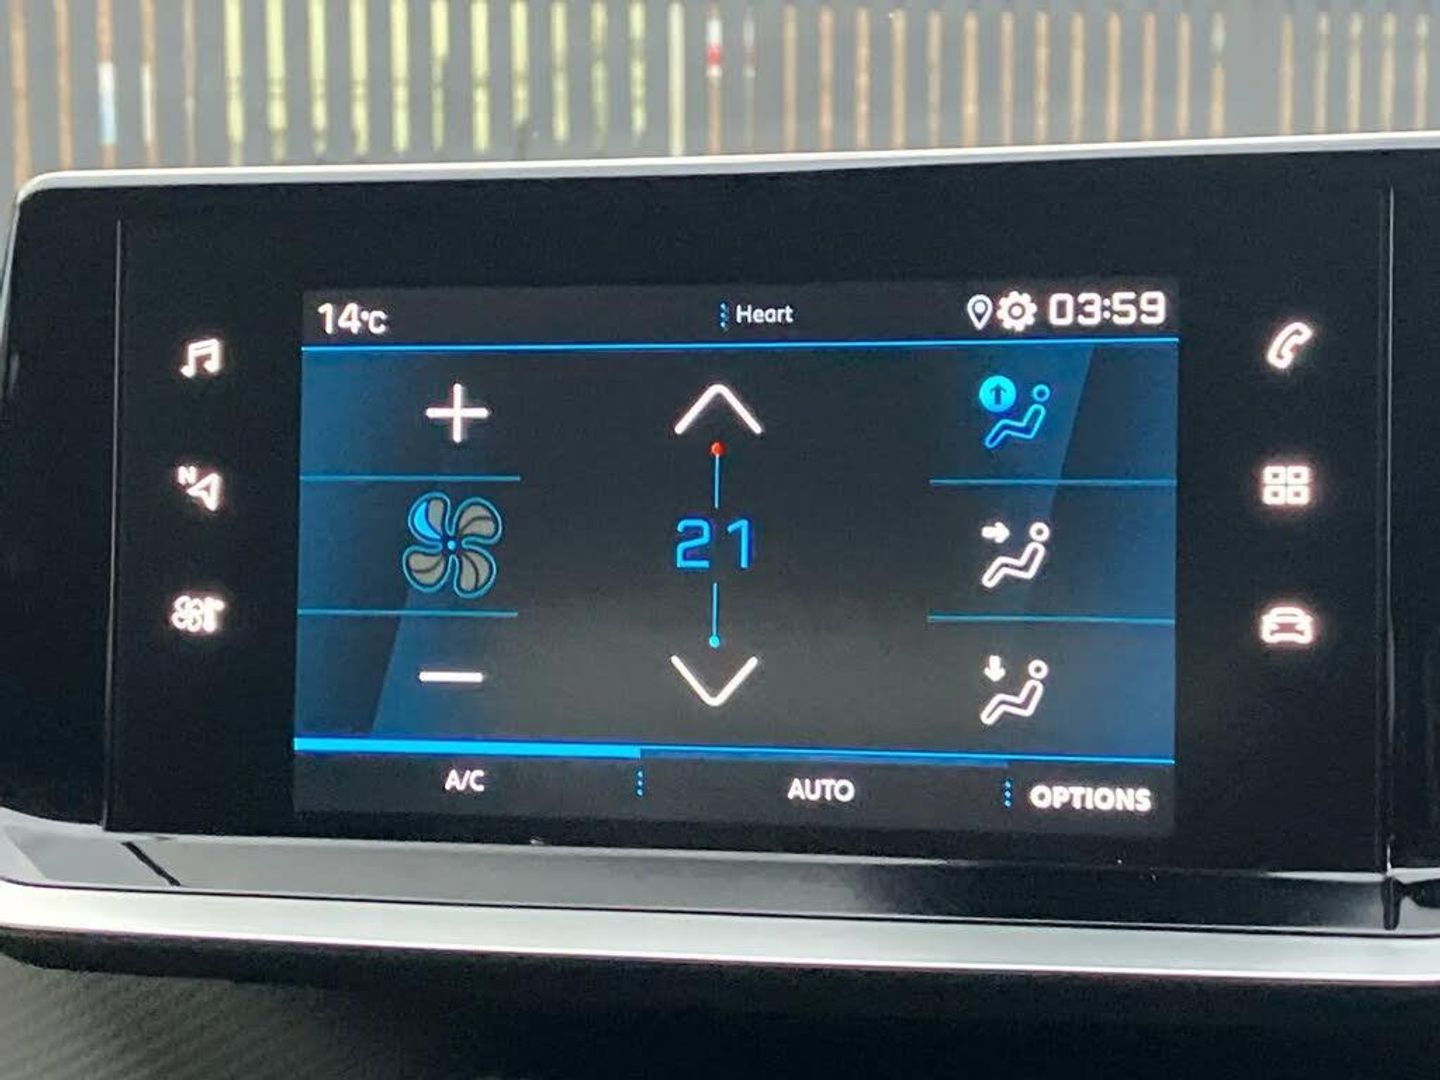 14°C Heart 03:59
N
21
A/C AUTO OPTIONS